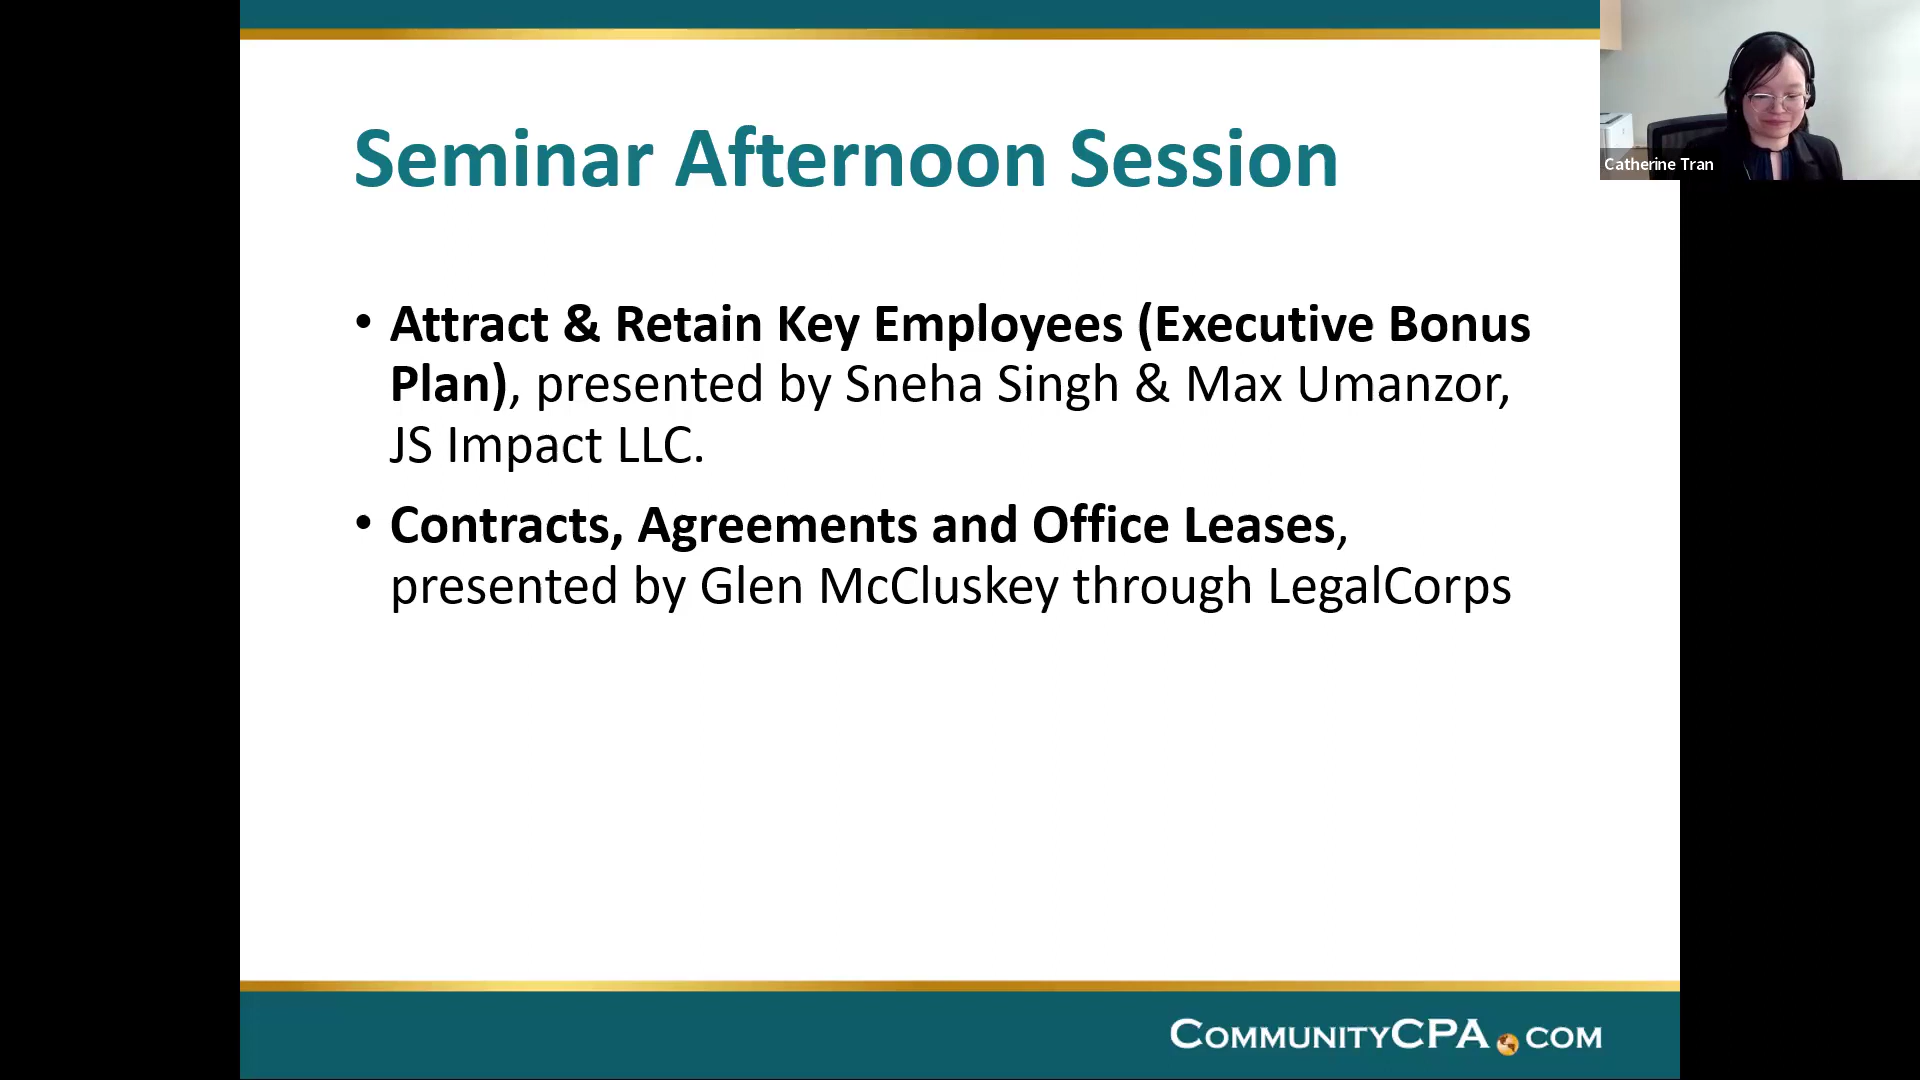 Seminar Afternoon Session
• Attract & Retain Key Employees (Executive Bonus
Plan), presented by Sneha Singh & Max Umanzor,
JS Impact LLC.
• Contracts, Agreements and Office Leases,
presented by Glen McCluskey through LegalCorps
Catherine Tran
COMMUNITYCPA.COM